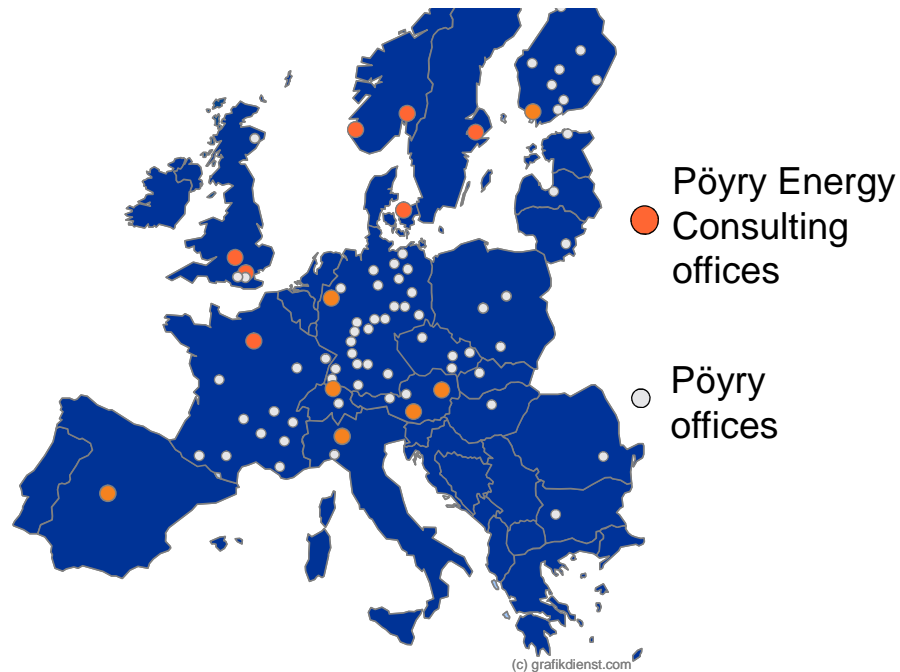 Pöyry Energy
Consulting
offices
Pöyry
offices
(c) grafikdienst.com